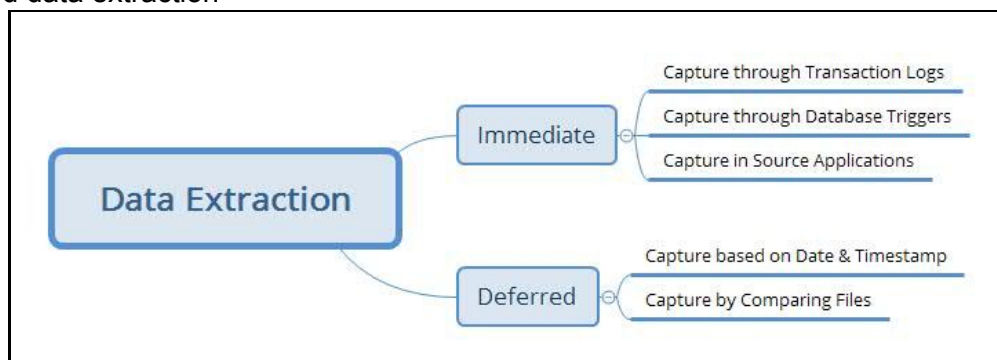 data extraction
Data Extraction
Immediate
Capture through Transaction Logs
Capture through Database Triggers
Capture in Source Applications
Deferred
Capture based on Date & Timestamp
Capture by Comparing Files